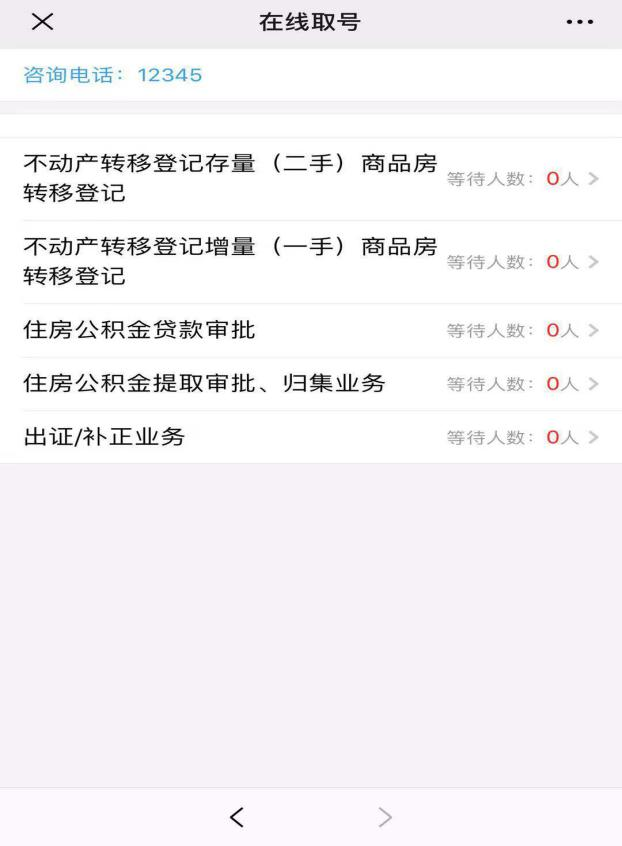 在线取号
咨询电话：12345
不动产转移登记存量（二手）商品房
转移登记
等待人数：0人
不动产转移登记增量（一手）商品房
转移登记
等待人数：0人
住房公积金贷款审批
等待人数：0人
住房公积金提取审批、归集业务
等待人数：0人
出证/补正业务
等待人数：0人